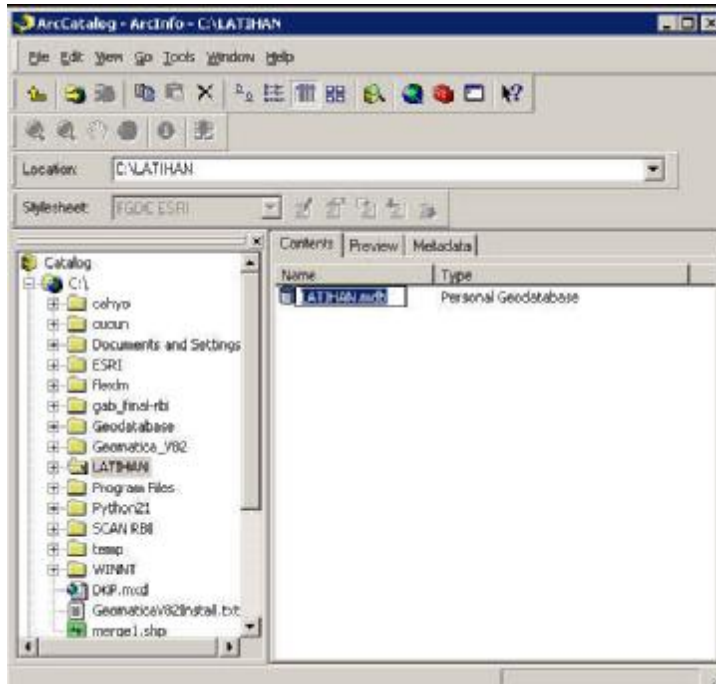 ArcCatalog - ArcInfo - C:\LATIHAN
File Edit View Go Tools Window Help
Location: C:\LATIHAN
Stylesheet: FGDC ESRI
Contents Preview Metadata
Catalog
C:\
cahyo
cucun
Documents and Settings
ESRI
flexlm
gab_final-rbi
Geodatabase
Geomatica_V82
LATIHAN
Program Files
Python21
SCAN RBI
temp
WINNT
DKP.mxd
GeomaticaV82Install.txt
merge1.shp
Name Type
LATIHAN.mdb Personal Geodatabase